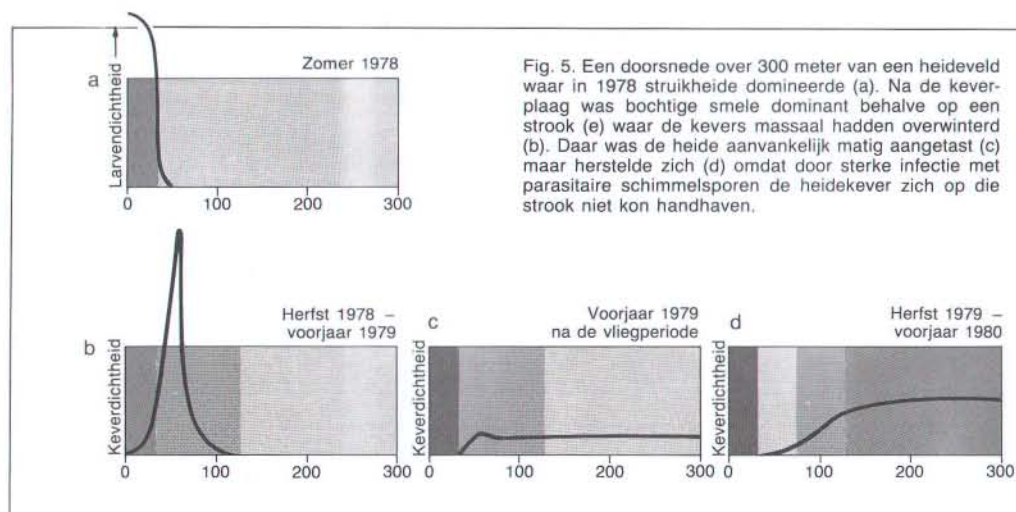 a
Larvendichtheid
Zomer 1978
0 100 200 300
Fig. 5. Een doorsnede over 300 meter van een heideveld
waar in 1978 struikheide domineerde (a). Na de kever-
plaag was bochtige smele dominant behalve op een
strook (e) waar de kevers massaal hadden overwinterd
(b). Daar was de heide aanvankelijk matig aangetast (c)
maar herstelde zich (d) omdat door sterke infectie met
parasitaire schimmelsporen de heidekever zich op die
strook niet kon handhaven.
b
Keverdichtheid
Herfst 1978 –
voorjaar 1979
0 100 200 300
c
Keverdichtheid
Voorjaar 1979
na de vliegperiode
0 100 200 300
d
Keverdichtheid
Herfst 1979 –
voorjaar 1980
0 100 200 300